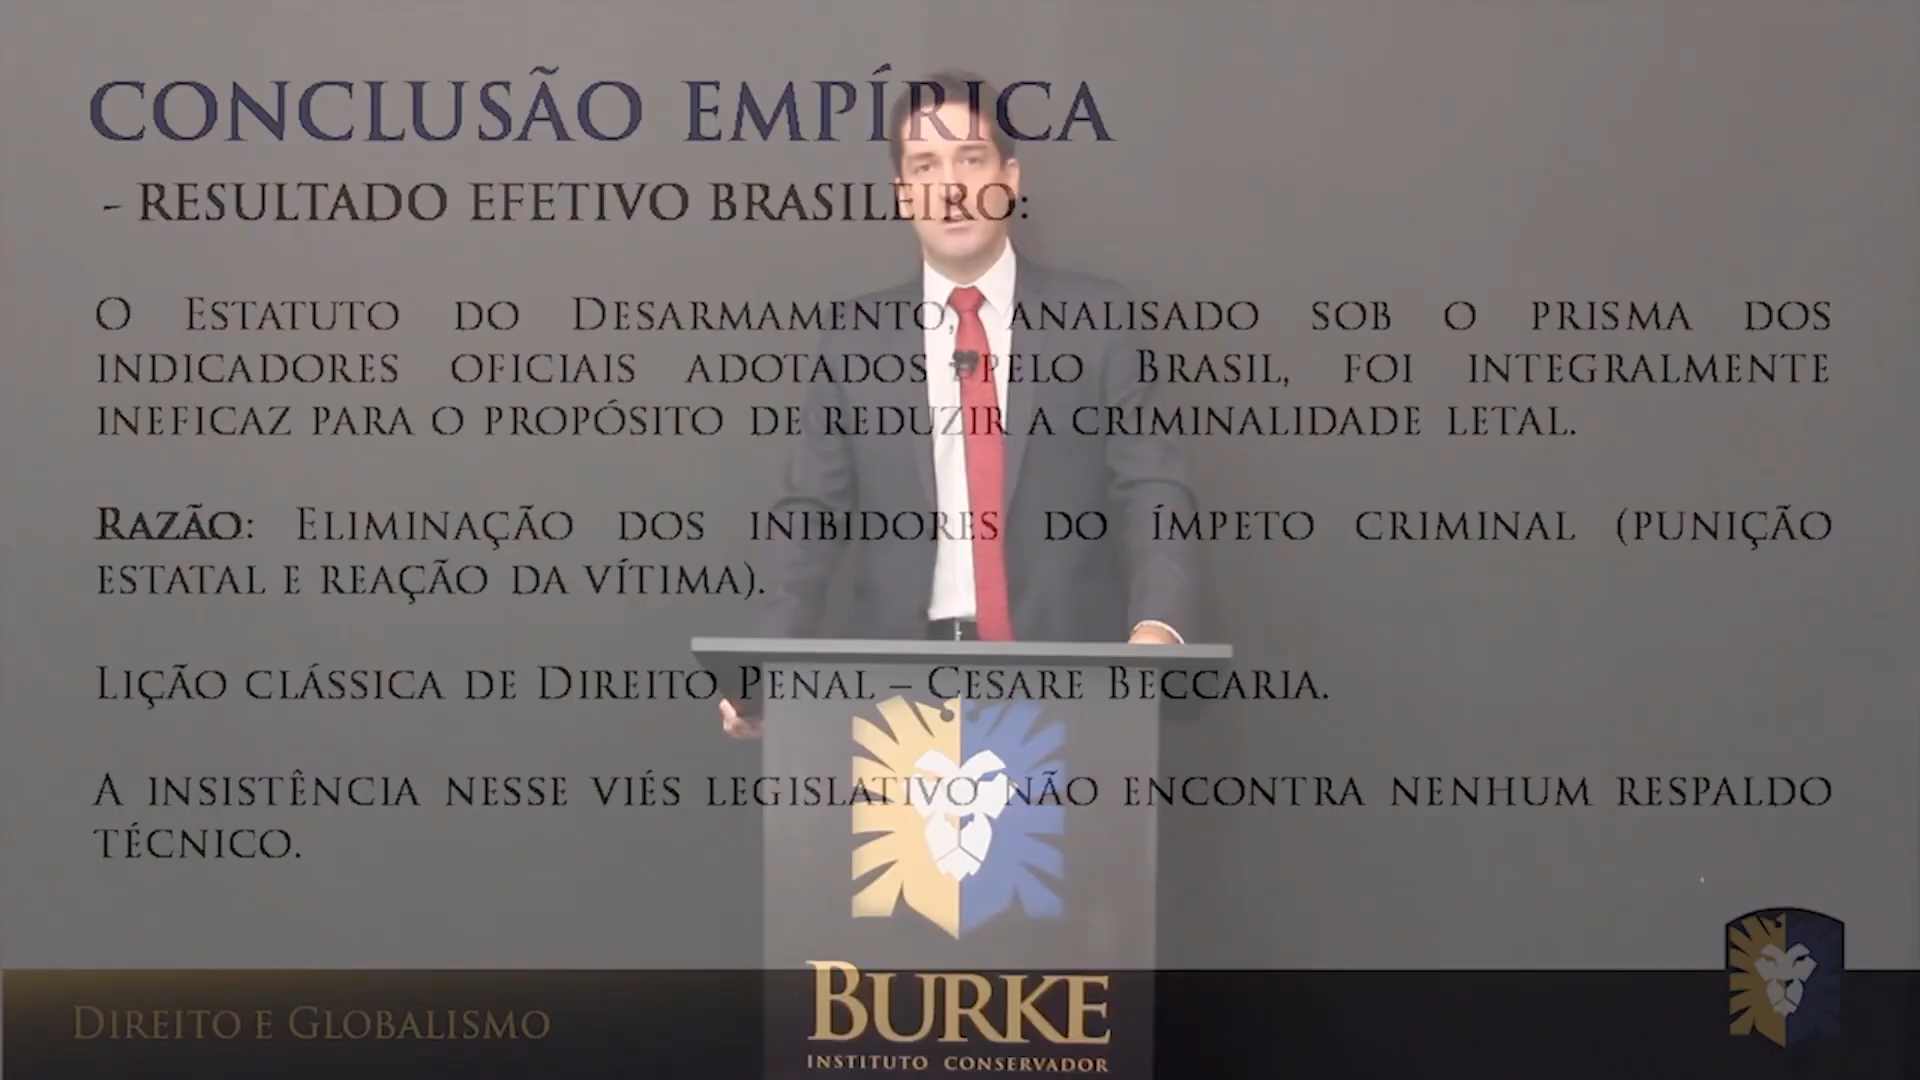 CONCLUSÃO EMPÍRICA
- RESULTADO EFETIVO BRASILEIRO:
O ESTATUTO DO DESARMAMENTO, ANALISADO SOB O PRISMA DOS
INDICADORES OFICIAIS ADOTADOS PELO BRASIL, FOI INTEGRALMENTE
INEFICAZ PARA O PROPÓSITO DE REDUZIR A CRIMINALIDADE LETAL.
RAZÃO: ELIMINAÇÃO DOS INIBIDORES DO ÍMPETO CRIMINAL (PUNIÇÃO
ESTATAL E REAÇÃO DA VÍTIMA).
LIÇÃO CLÁSSICA DE DIREITO PENAL – CESARE BECCARIA.
A INSISTÊNCIA NESSE VIÉS LEGISLATIVO NÃO ENCONTRA NENHUM RESPALDO
TÉCNICO.
DIREITO E GLOBALISMO
BURKE
INSTITUTO CONSERVADOR